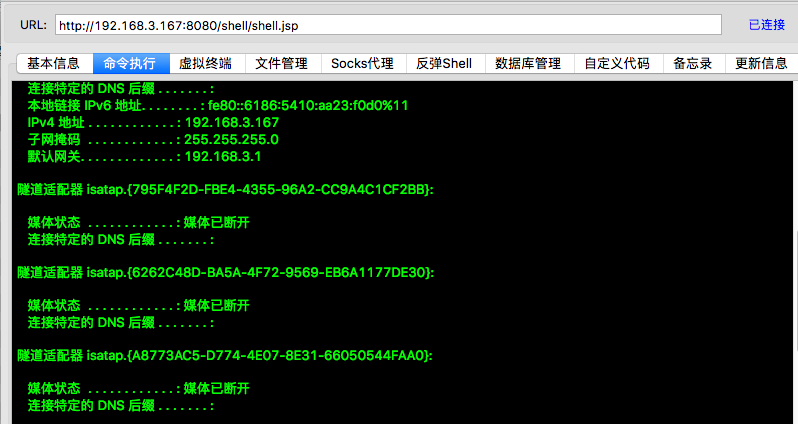 URL: http://192.168.3.167:8080/shell/shell.jsp 已连接
基本信息 命令执行 虚拟终端 文件管理 Socks代理 反弹Shell 数据库管理 自定义代码 备忘录 更新信息
连接特定的 DNS 后缀 . . . . . . . :
本地链接 IPv6 地址. . . . . . . . : fe80::6186:5410:aa23:f0d0%11
IPv4 地址 . . . . . . . . . . . . : 192.168.3.167
子网掩码 . . . . . . . . . . . . : 255.255.255.0
默认网关. . . . . . . . . . . . . : 192.168.3.1
隧道适配器 isatap.{795F4F2D-FBE4-4355-96A2-CC9A4C1CF2BB}:
媒体状态 . . . . . . . . . . . . : 媒体已断开
连接特定的 DNS 后缀 . . . . . . . :
隧道适配器 isatap.{6262C48D-BA5A-4F72-9569-EB6A1177DE30}:
媒体状态 . . . . . . . . . . . . : 媒体已断开
连接特定的 DNS 后缀 . . . . . . . :
隧道适配器 isatap.{A8773AC5-D774-4E07-8E31-66050544FAA0}:
媒体状态 . . . . . . . . . . . . : 媒体已断开
连接特定的 DNS 后缀 . . . . . . . :